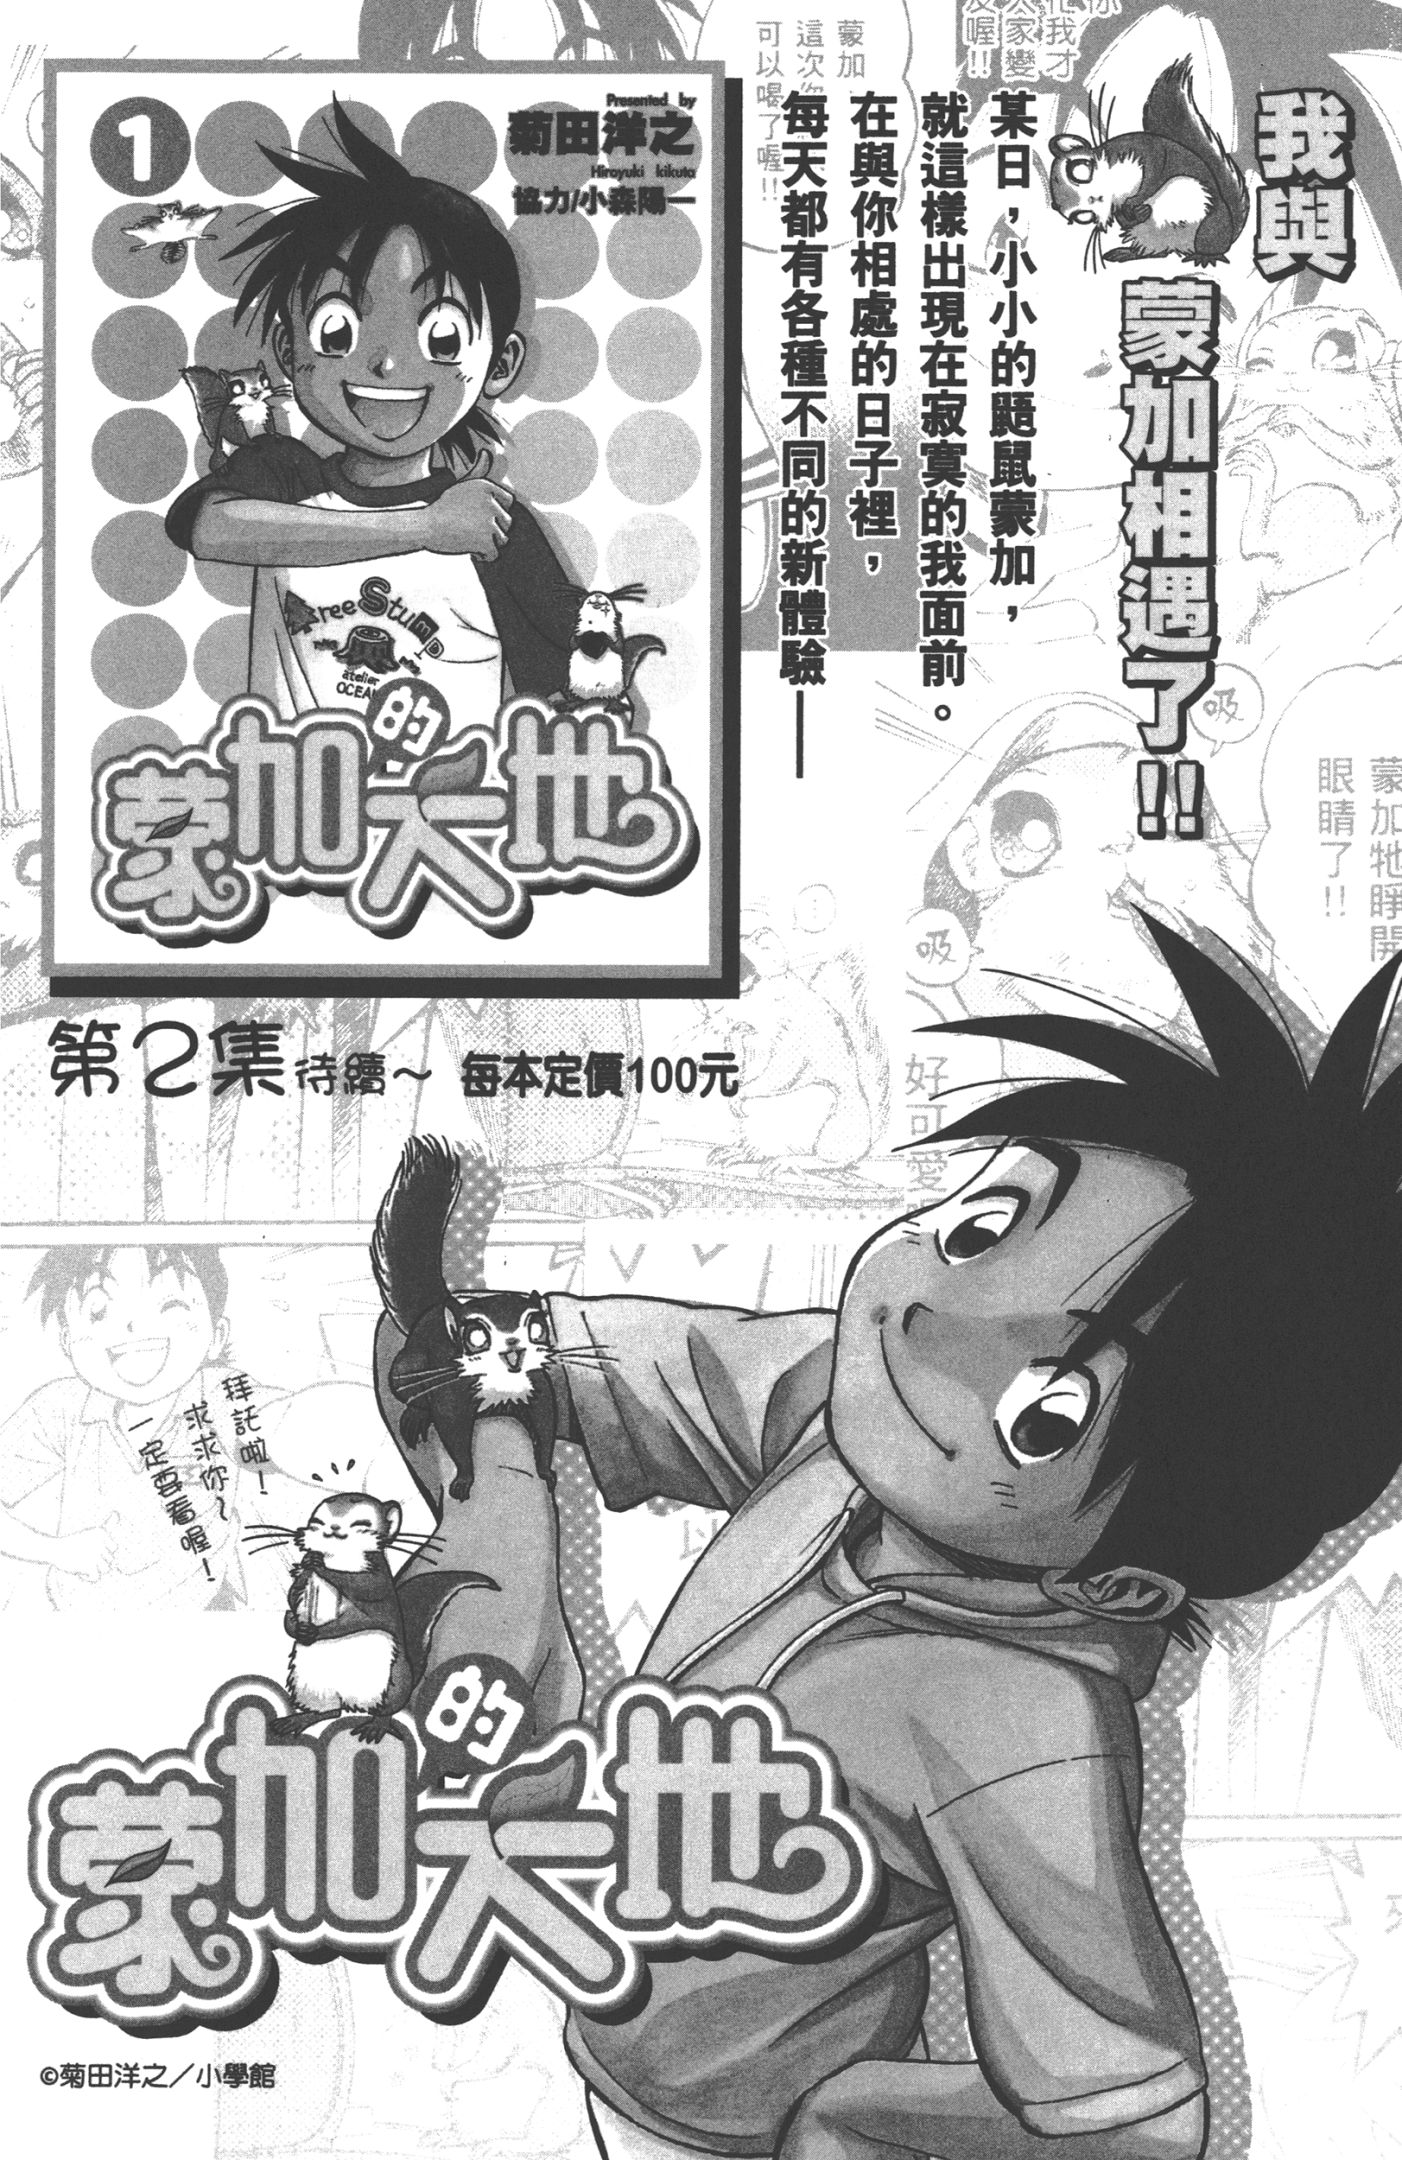 我與
蒙加相遇了!!
某日，小小的鼯鼠蒙加，
就這樣出現在寂寞的我面前。
在與你相處的日子裡，
每天都有各種不同的新體驗——
1
Presented by
菊田洋之
Hiroyuki kikuta
協力/小森陽一
Tree Stump
atelier
OCEAN
蒙加的大地
第2集待續～ 每本定價100元
蒙加
這次你
可以喝了喔!!
吸
吸
蒙加牠睜開
眼睛了!!
好可愛
拜託啦！
求求你～
一定要看喔！
蒙加的大地
©菊田洋之／小學館